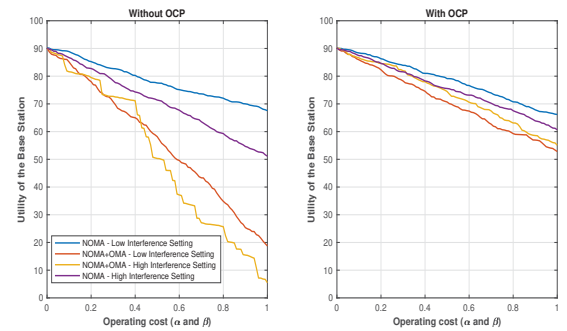 Without OCP
100
90
80
70
60
50
40
30
20
10
0
Utility of the Base Station
NOMA - Low Interference Setting
NOMA+OMA - Low Interference Setting
NOMA+OMA - High Interference Setting
NOMA - High Interference Setting
0 0.2 0.4 0.6 0.8 1
Operating cost (α and β)
With OCP
100
90
80
70
60
50
40
30
20
10
0
Utility of the Base Station
0 0.2 0.4 0.6 0.8 1
Operating cost (α and β)